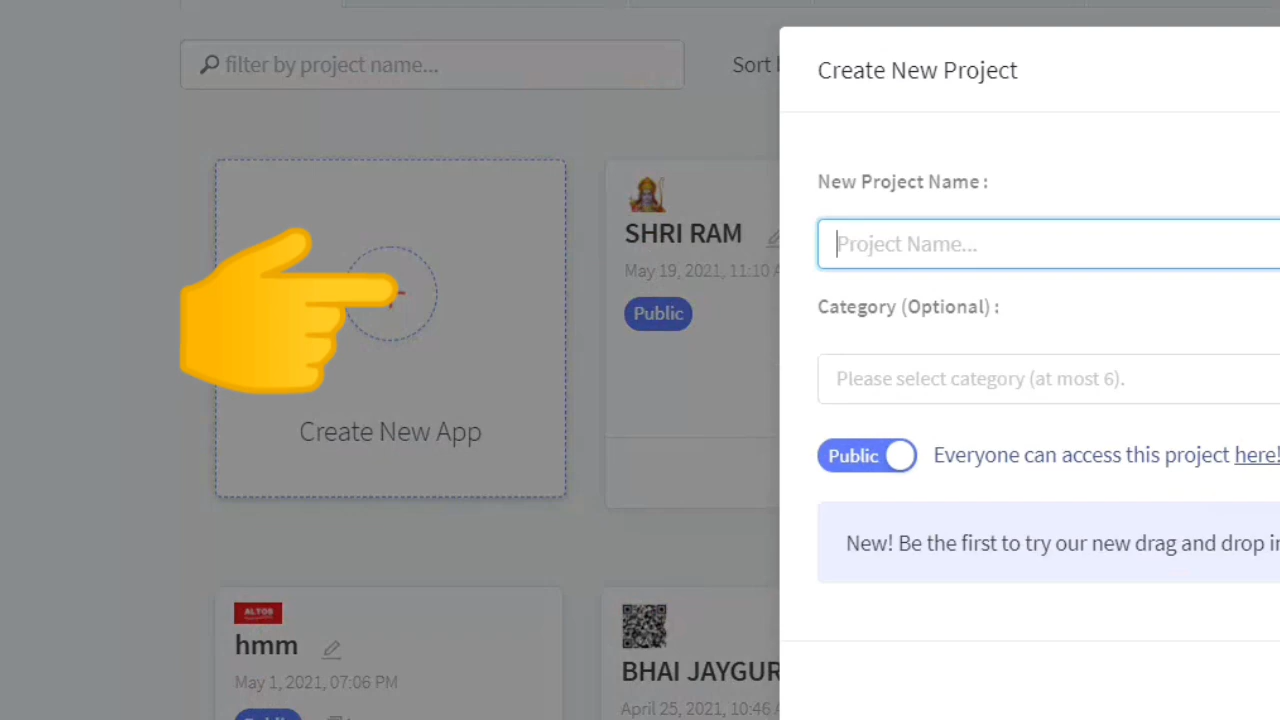 filter by project name...
Sort
Create New Project
New Project Name :
Project Name...
Category (Optional) :
Please select category (at most 6).
Public
Everyone can access this project here!
New! Be the first to try our new drag and drop
Create New App
SHRI RAM
May 19, 2021, 11:10
Public
ALTOS
hmm
May 1, 2021, 07:06 PM
Public
BHAI JAYGUR
April 25, 2021, 10:46